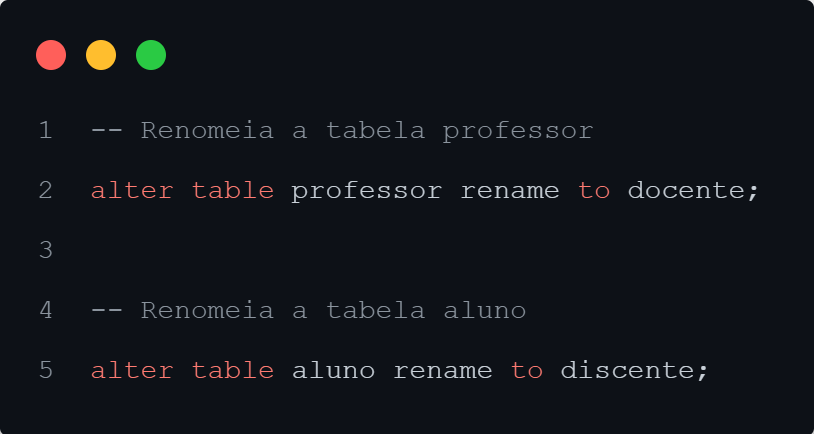 1 -- Renomeia a tabela professor
2 alter table professor rename to docente;
3
4 -- Renomeia a tabela aluno
5 alter table aluno rename to discente;